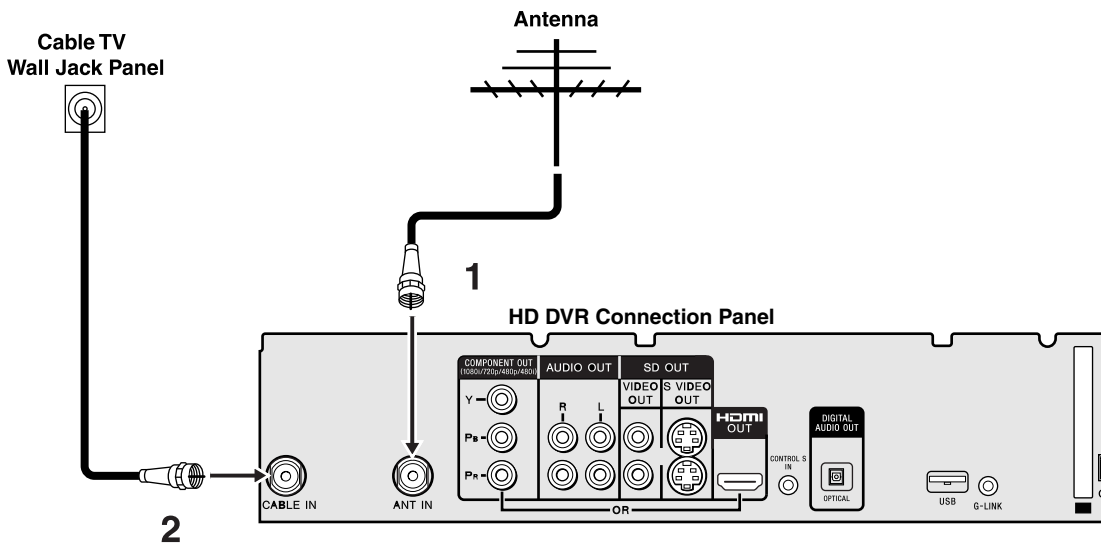 Antenna
Cable TV
Wall Jack Panel
1
HD DVR Connection Panel
COMPONENT OUT
(1080i/720p/480p/480i)
AUDIO OUT
SD OUT
VIDEO
OUT
S VIDEO
OUT
Y
R
L
HDMI
OUT
DIGITAL
AUDIO OUT
PB
CONTROL S
IN
PR
OPTICAL
CABLE IN
ANT IN
OR
USB
G-LINK
2